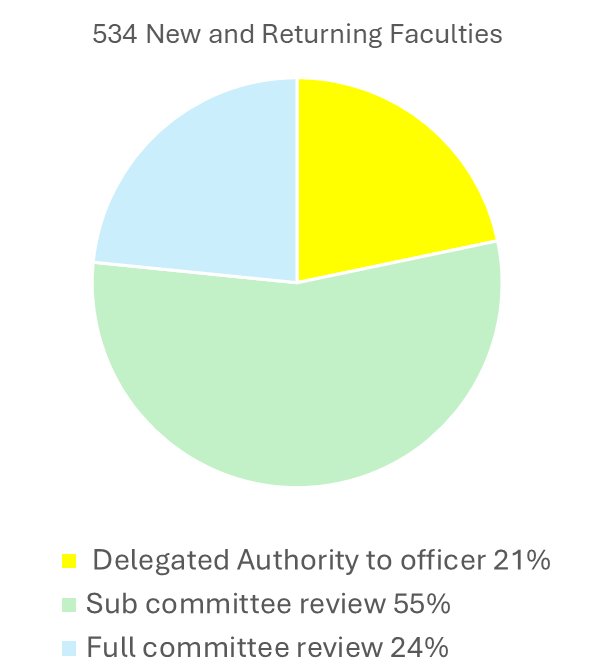 534 New and Returning Faculties
Delegated Authority to officer 21%
Sub committee review 55%
Full committee review 24%